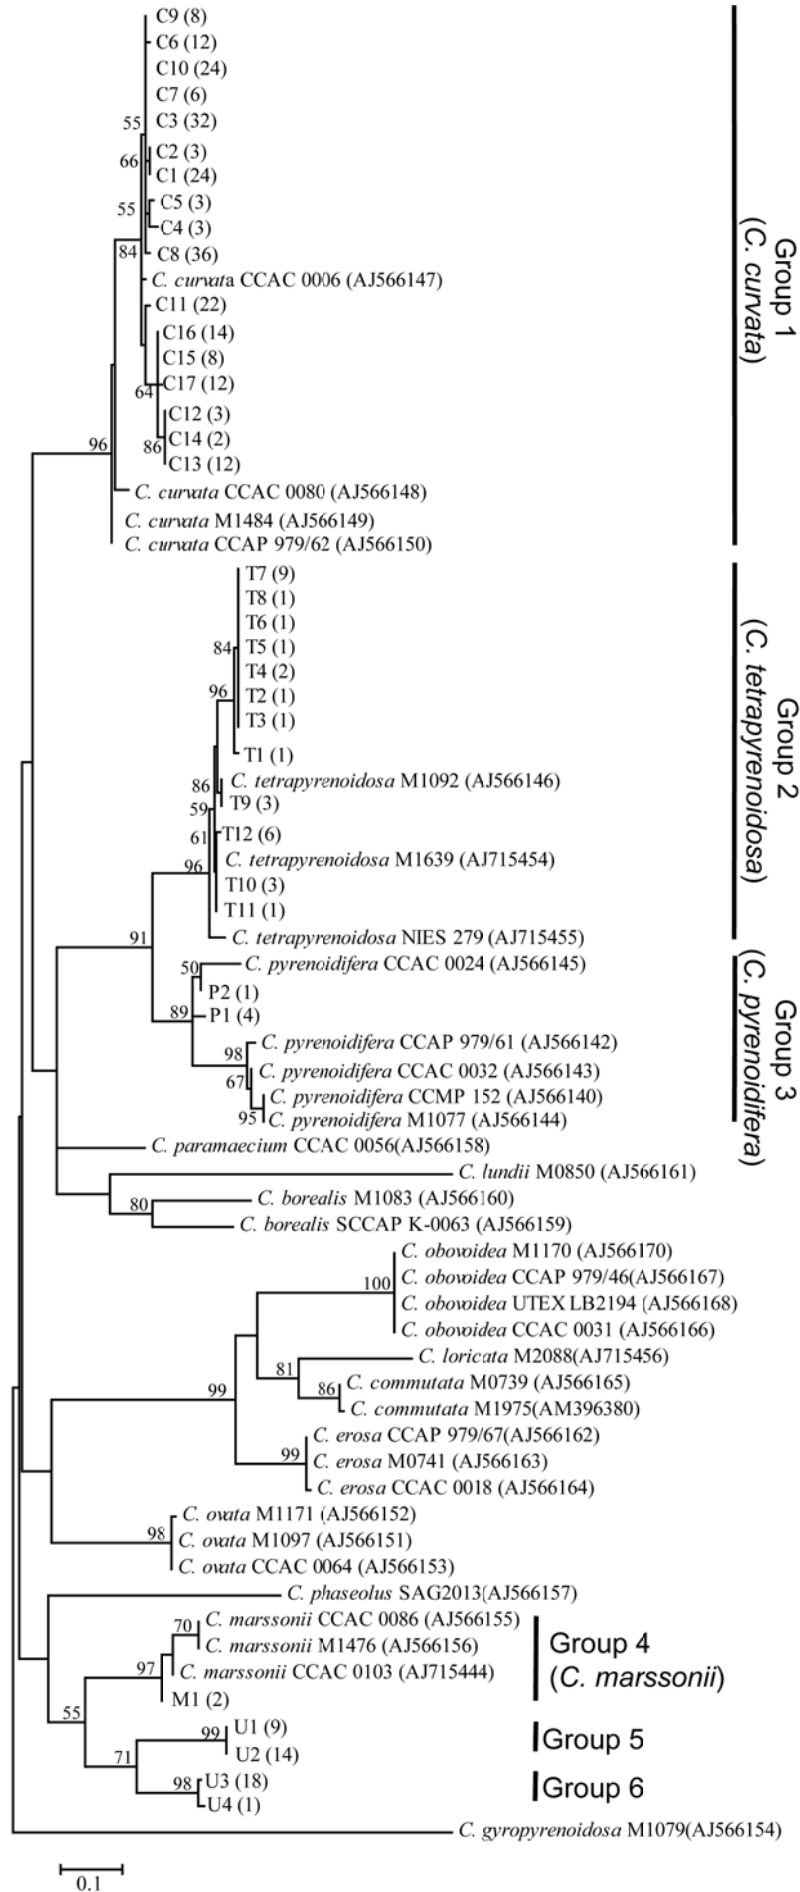 C9 (8)
C6 (12)
C10 (24)
C7 (6)
C3 (32)
55
C2 (3)
66
C1 (24)
C5 (3)
55
C4 (3)
84
C8 (36)
C. curvata CCAC 0006 (AJ566147)
C11 (22)
C16 (14)
C15 (8)
C17 (12)
64
C12 (3)
C14 (2)
86
C13 (12)
96
C. curvata CCAC 0080 (AJ566148)
C. curvata M1484 (AJ566149)
C. curvata CCAP 979/62 (AJ566150)
Group 1
(C. curvata)
T7 (9)
T8 (1)
T6 (1)
T5 (1)
84
T4 (2)
T2 (1)
96
T3 (1)
T1 (1)
C. tetrapyrenoidosa M1092 (AJ566146)
86
T9 (3)
59
T12 (6)
61
C. tetrapyrenoidosa M1639 (AJ715454)
96
T10 (3)
T11 (1)
C. tetrapyrenoidosa NIES 279 (AJ715455)
Group 2
(C. tetrapyrenoidosa)
91
C. pyrenoidifera CCAC 0024 (AJ566145)
50
P2 (1)
89
P1 (4)
C. pyrenoidifera CCAP 979/61 (AJ566142)
98
C. pyrenoidifera CCAC 0032 (AJ566143)
67
C. pyrenoidifera CCMP 152 (AJ566140)
95
C. pyrenoidifera M1077 (AJ566144)
Group 3
(C. pyrenoidifera)
C. paramaecium CCAC 0056(AJ566158)
C. lundii M0850 (AJ566161)
C. borealis M1083 (AJ566160)
80
C. borealis SCCAP K-0063 (AJ566159)
C. obovoidea M1170 (AJ566170)
C. obovoidea CCAP 979/46(AJ566167)
100
C. obovoidea UTEX LB2194 (AJ566168)
C. obovoidea CCAC 0031 (AJ566166)
C. loricata M2088(AJ715456)
81
C. commutata M0739 (AJ566165)
86
C. commutata M1975(AM396380)
99
C. erosa CCAP 979/67(AJ566162)
99
C. erosa M0741 (AJ566163)
C. erosa CCAC 0018 (AJ566164)
C. ovata M1171 (AJ566152)
98
C. ovata M1097 (AJ566151)
C. ovata CCAC 0064 (AJ566153)
C. phaseolus SAG2013(AJ566157)
C. marssonii CCAC 0086 (AJ566155)
70
C. marssonii M1476 (AJ566156)
97
C. marssonii CCAC 0103 (AJ715444)
M1 (2)
Group 4
(C. marssonii)
55
U1 (9)
99
U2 (14)
Group 5
71
U3 (18)
98
U4 (1)
Group 6
C. gyropyrenoidosa M1079(AJ566154)
0.1